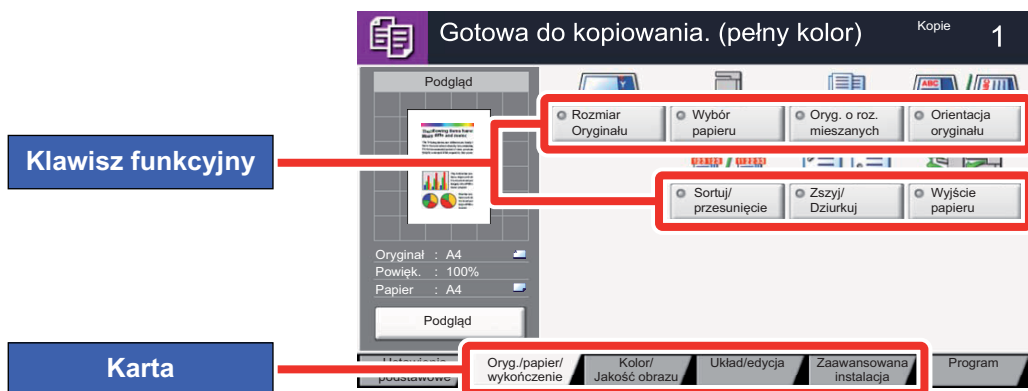 Gotowa do kopiowania. (pełny kolor)
Kopie
1
Podgląd
ABC
Rozmiar
Oryginału
Wybór
papieru
Oryg. o roz.
mieszanych
Orientacja
oryginału
Klawisz funkcyjny
Sortuj/
przesunięcie
Zszyj/
Dziurkuj
Wyjście
papieru
Oryginał : A4
Powięk. : 100%
Papier : A4
Podgląd
Karta
Ustawienia
podstawowe
Oryg./papier/
wykończenie
Kolor/
Jakość obrazu
Układ/edycja
Zaawansowana
instalacja
Program